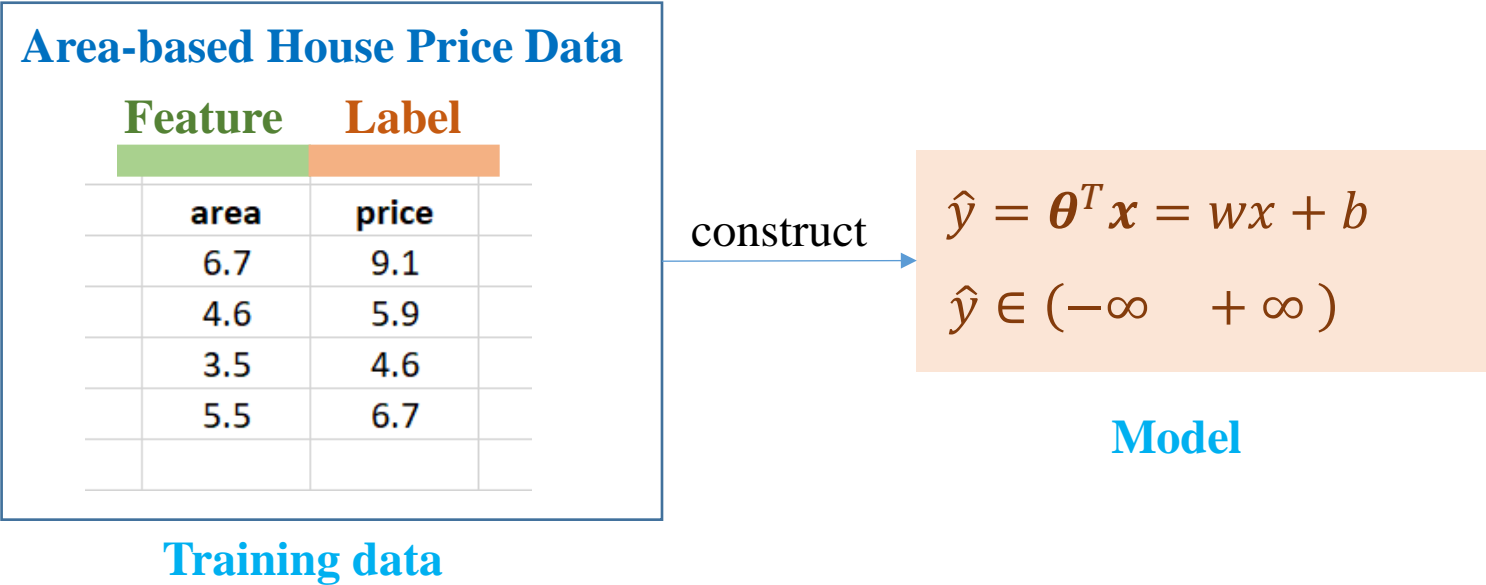 Area-based House Price Data
Feature Label
area price
6.7 9.1
4.6 5.9
3.5 4.6
5.5 6.7
Training data
construct
ŷ = θᵀx = wx + b
ŷ ∈ (−∞ + ∞ )
Model